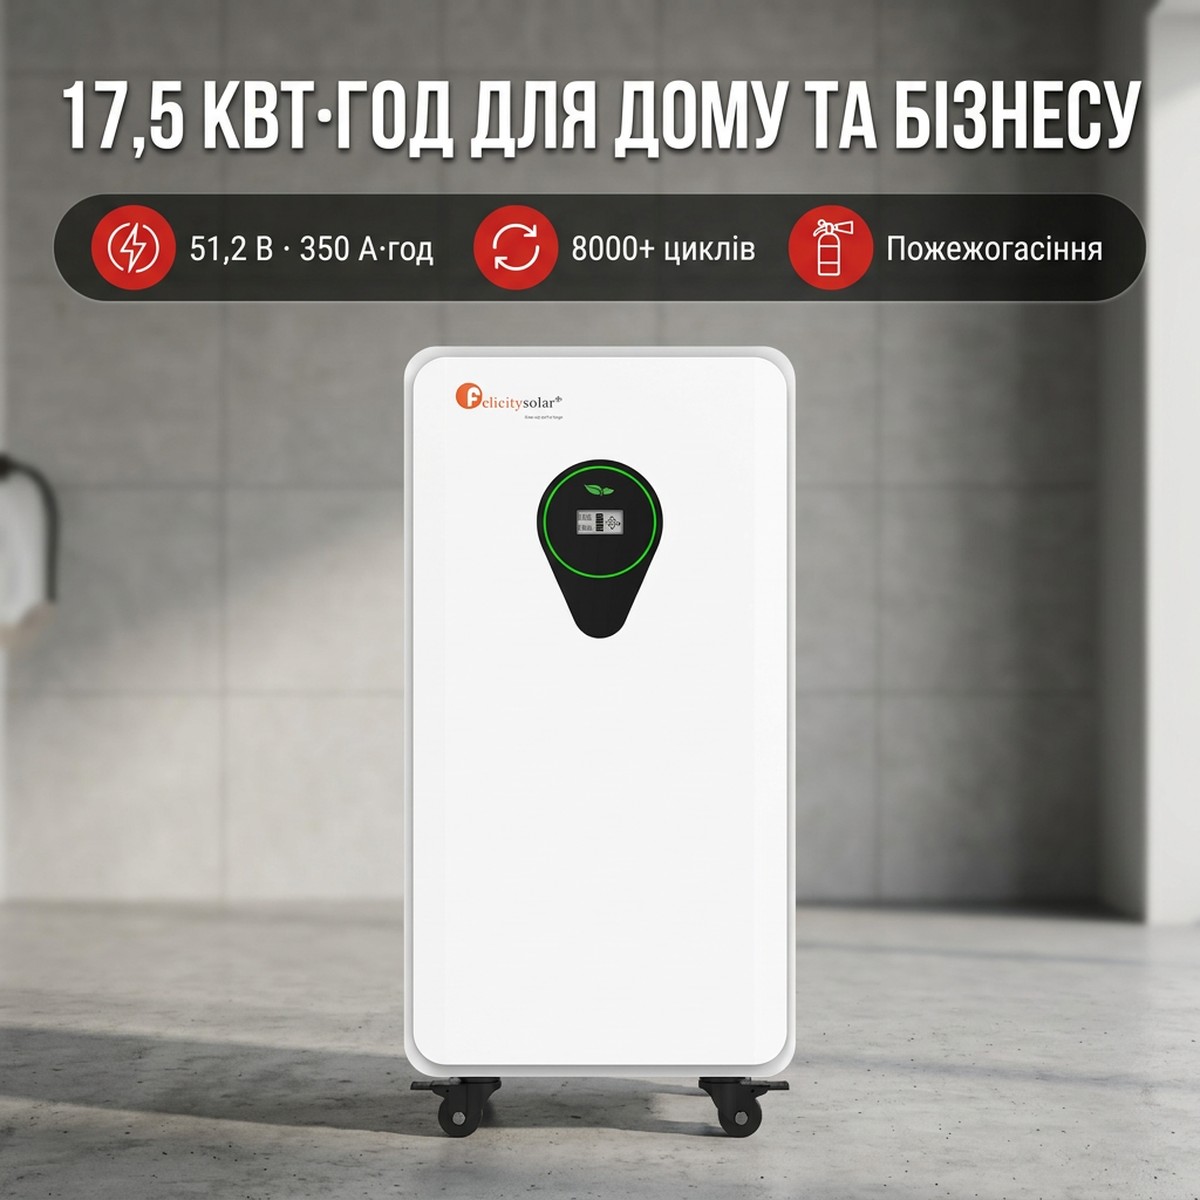 17,5 КВТ·ГОД ДЛЯ ДОМУ ТА БІЗНЕСУ
51,2 В · 350 А·год
8000+ циклів
Пожежогасіння
felicitysolar